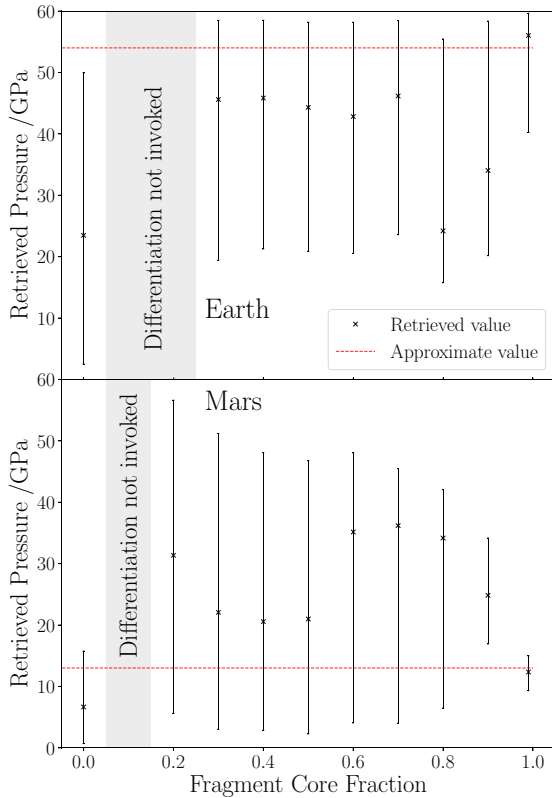 60
50
40
30
20
10
Retrieved Pressure /GPa
Differentiation not invoked
Earth
Retrieved value
Approximate value
60
50
40
30
20
10
0
Retrieved Pressure /GPa
Differentiation not invoked
Mars
0.0 0.2 0.4 0.6 0.8 1.0
Fragment Core Fraction